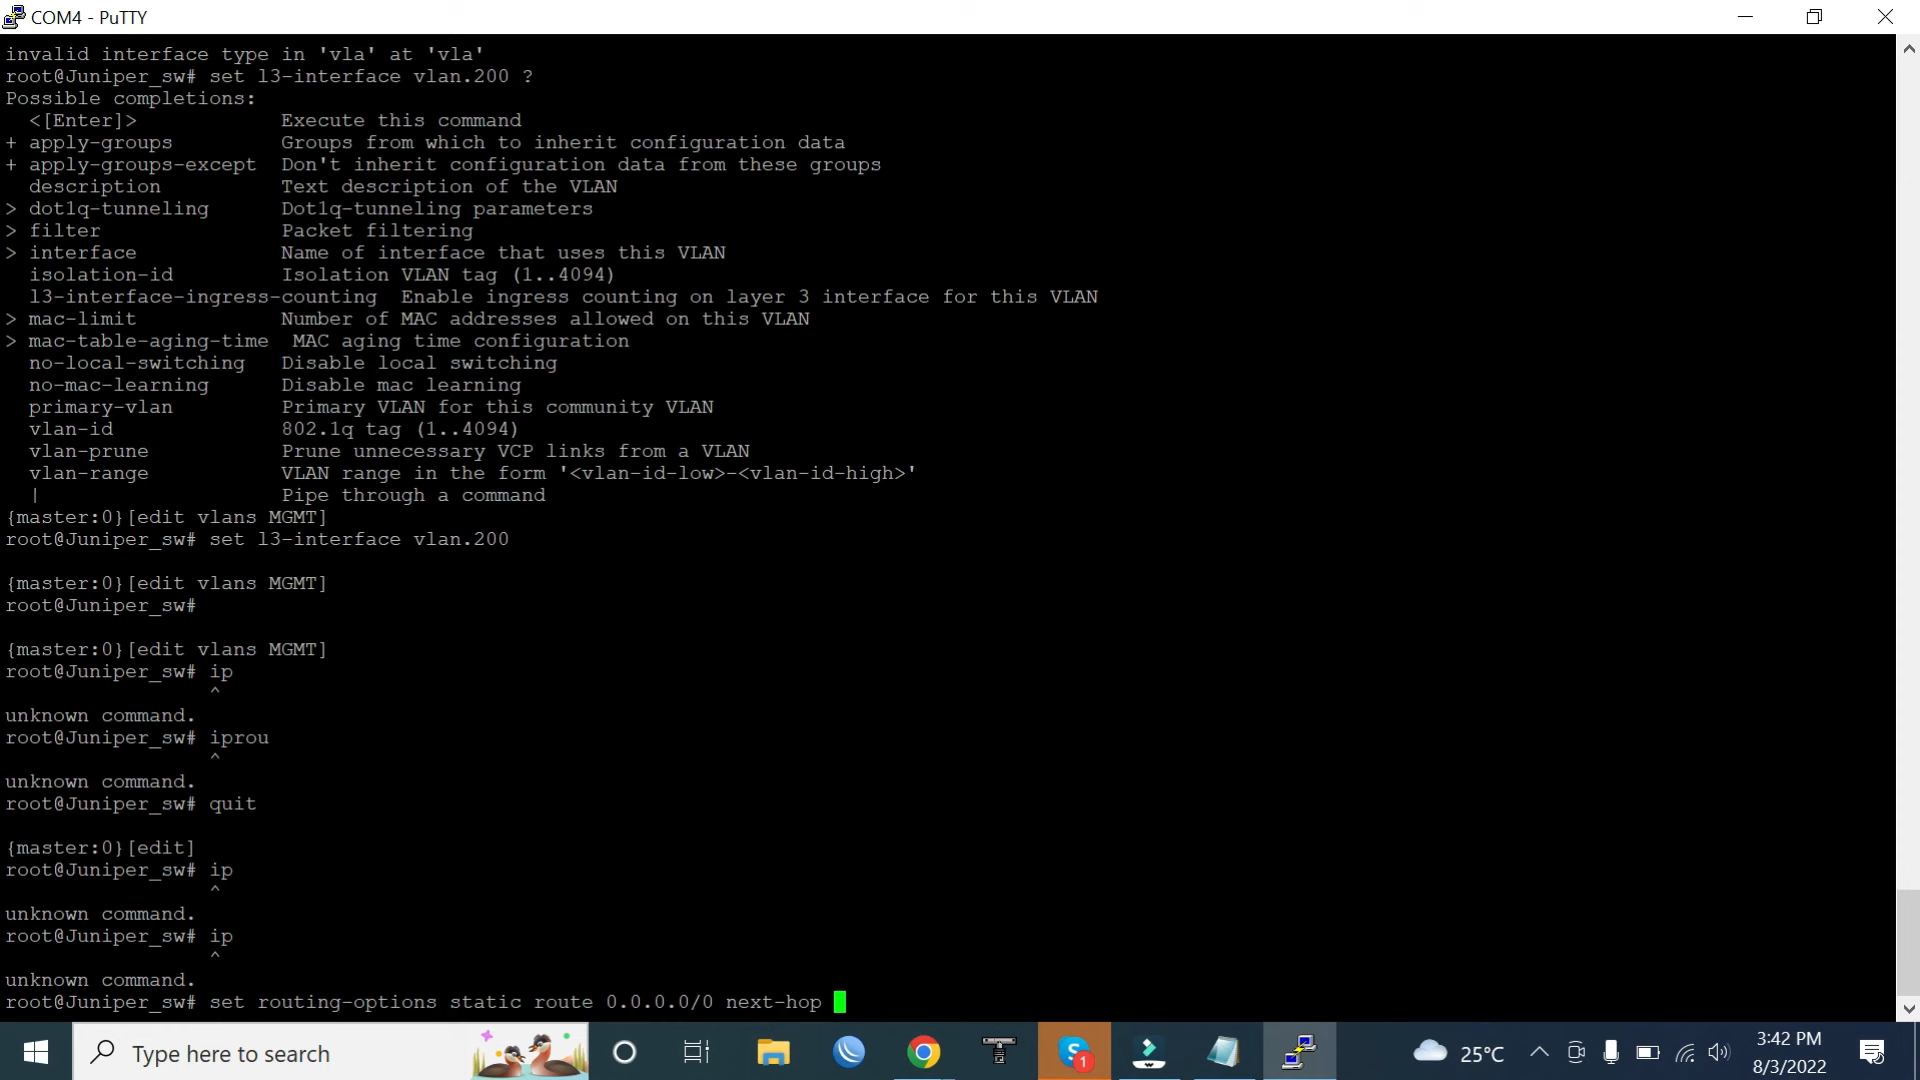 COM4 - PuTTY
invalid interface type in 'vla' at 'vla'
root@Juniper_sw# set l3-interface vlan.200 ?
Possible completions:
  <[Enter]>            Execute this command
+ apply-groups         Groups from which to inherit configuration data
+ apply-groups-except  Don't inherit configuration data from these groups
  description          Text description of the VLAN
> dot1q-tunneling      Dot1q-tunneling parameters
> filter               Packet filtering
> interface            Name of interface that uses this VLAN
  isolation-id         Isolation VLAN tag (1..4094)
  l3-interface-ingress-counting  Enable ingress counting on layer 3 interface for this VLAN
> mac-limit            Number of MAC addresses allowed on this VLAN
> mac-table-aging-time  MAC aging time configuration
  no-local-switching   Disable local switching
  no-mac-learning      Disable mac learning
  primary-vlan         Primary VLAN for this community VLAN
  vlan-id              802.1q tag (1..4094)
  vlan-prune           Prune unnecessary VCP links from a VLAN
  vlan-range           VLAN range in the form '<vlan-id-low>-<vlan-id-high>'
  |                    Pipe through a command
{master:0}[edit vlans MGMT]
root@Juniper_sw# set l3-interface vlan.200
{master:0}[edit vlans MGMT]
root@Juniper_sw#
{master:0}[edit vlans MGMT]
root@Juniper_sw# ip
                 ^
unknown command.
root@Juniper_sw# iprou
                 ^
unknown command.
root@Juniper_sw# quit
{master:0}[edit]
root@Juniper_sw# ip
                 ^
unknown command.
root@Juniper_sw# ip
                 ^
unknown command.
root@Juniper_sw# set routing-options static route 0.0.0.0/0 next-hop
Type here to search
S
1
25°C
3:42 PM
8/3/2022